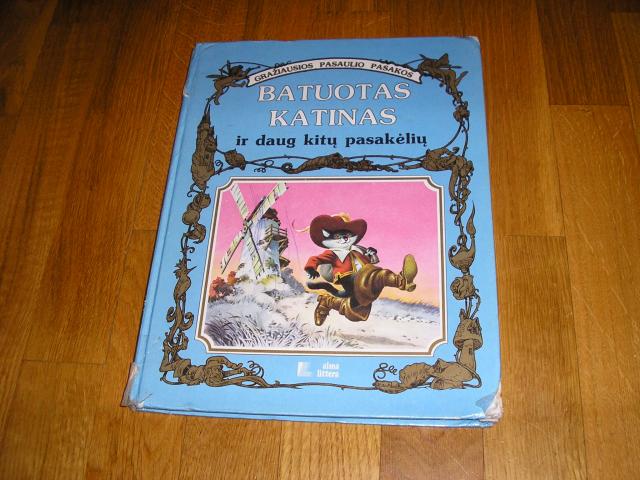 GRAŽIAUSIOS PASAULIO PASAKOS
BATUOTAS
KATINAS
ir daug kitų pasakėlių
alma
littera